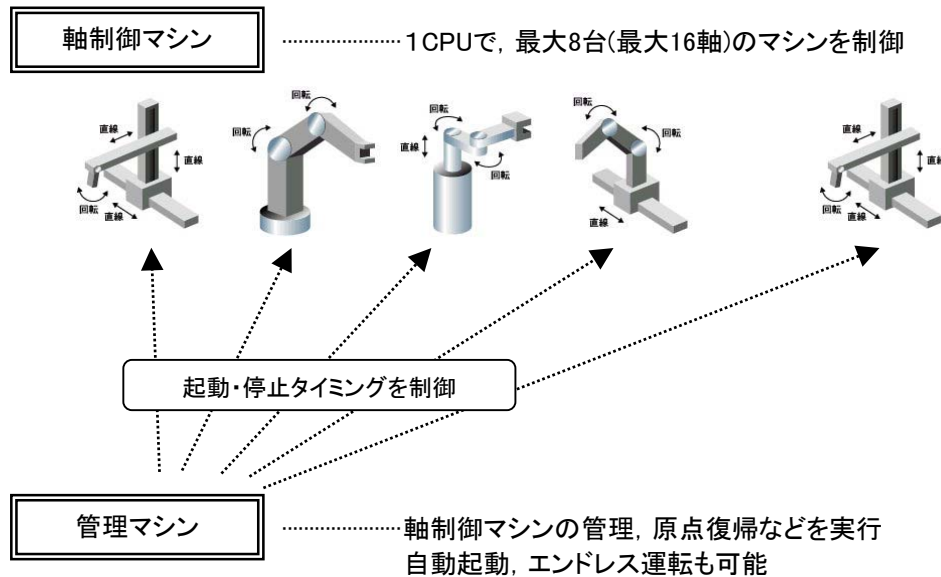 軸制御マシン
1CPUで，最大8台(最大16軸)のマシンを制御
直線
直線
回転
直線
回転
回転
回転
直線
回転
回転
回転
直線
直線
直線
回転
直線
起動・停止タイミングを制御
管理マシン
軸制御マシンの管理，原点復帰などを実行
自動起動，エンドレス運転も可能